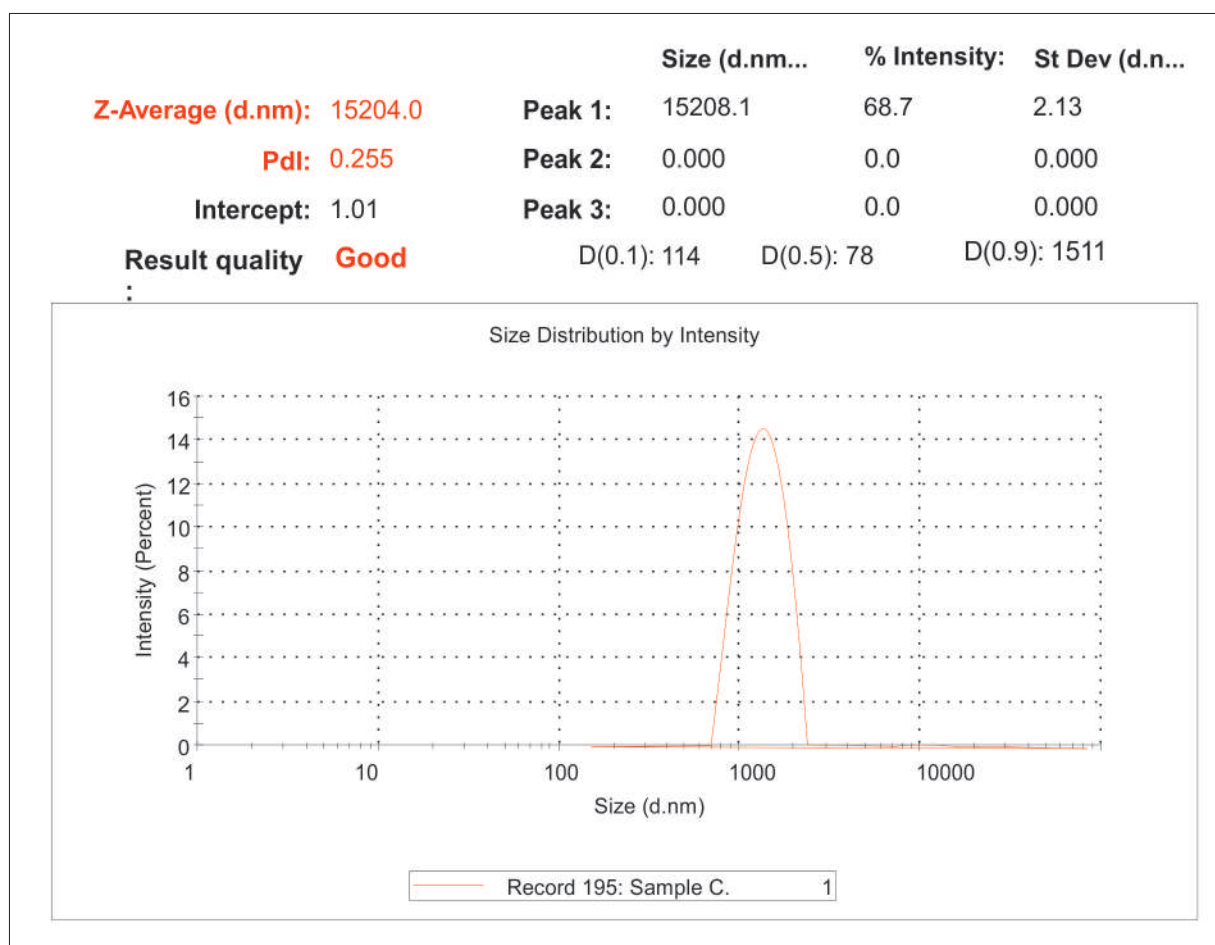 Size (d.nm... % Intensity: St Dev (d.n...
Z-Average (d.nm): 15204.0 Peak 1: 15208.1 68.7 2.13
PdI: 0.255 Peak 2: 0.000 0.0 0.000
Intercept: 1.01 Peak 3: 0.000 0.0 0.000
Result quality Good D(0.1): 114 D(0.5): 78 D(0.9): 1511
:
Size Distribution by Intensity
16
14
12
10
8
6
4
2
0
Intensity (Percent)
1 10 100 1000 10000
Size (d.nm)
Record 195: Sample C. 1